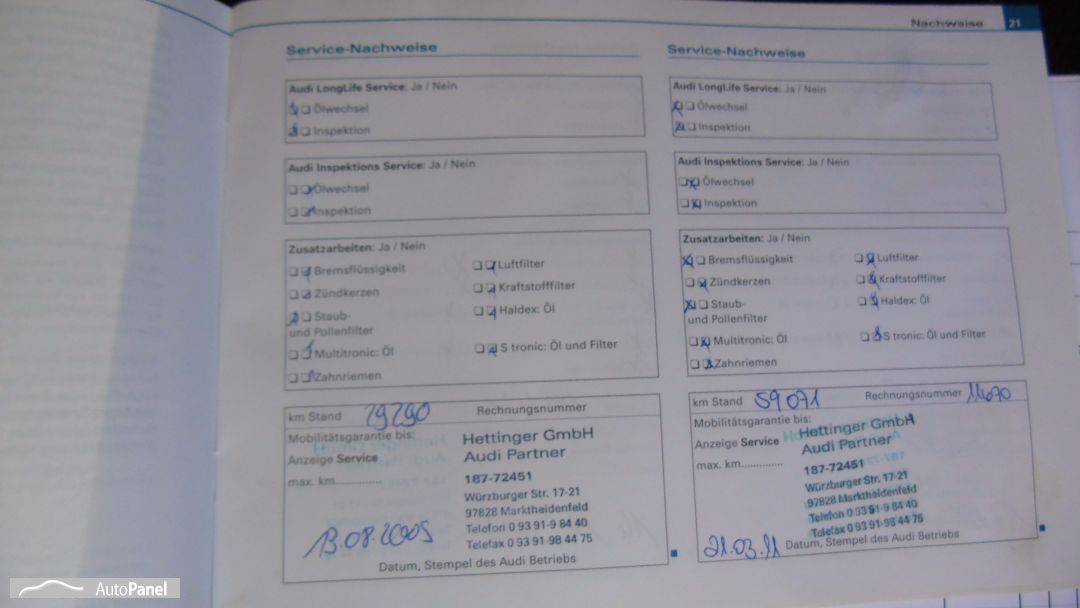 Nachweise 21
Service-Nachweise
Audi LongLife Service: Ja / Nein
Ölwechsel
Inspektion
Audi Inspektions Service: Ja / Nein
Ölwechsel
Inspektion
Zusatzarbeiten: Ja / Nein
Bremsflüssigkeit
Zündkerzen
Staub-
und Pollenfilter
Multitronic: Öl
Zahnriemen
Luftfilter
Kraftstofffilter
Haldex: Öl
S tronic: Öl und Filter
km Stand 29290 Rechnungsnummer
Mobilitätsgarantie bis:
Anzeige Service
max. km..............
Hettinger GmbH
Audi Partner
187-72451
Würzburger Str. 17-21
97828 Marktheidenfeld
Telefon 0 93 91-9 84 40
Telefax 0 93 91-98 44 75
13.08.2005
Datum, Stempel des Audi Betriebs
Service-Nachweise
Audi LongLife Service: Ja / Nein
Ölwechsel
Inspektion
Audi Inspektions Service: Ja / Nein
Ölwechsel
Inspektion
Zusatzarbeiten: Ja / Nein
Bremsflüssigkeit
Zündkerzen
Staub-
und Pollenfilter
Multitronic: Öl
Zahnriemen
Luftfilter
Kraftstofffilter
Haldex: Öl
S tronic: Öl und Filter
km Stand 59071 Rechnungsnummer 11670
Mobilitätsgarantie bis:
Anzeige Service
max. km..............
Hettinger GmbH
Audi Partner
187-72451
Würzburger Str. 17-21
97828 Marktheidenfeld
Telefon 0 93 91-9 84 40
Telefax 0 93 91-98 44 75
21.03.11
Datum, Stempel des Audi Betriebs
AutoPanel